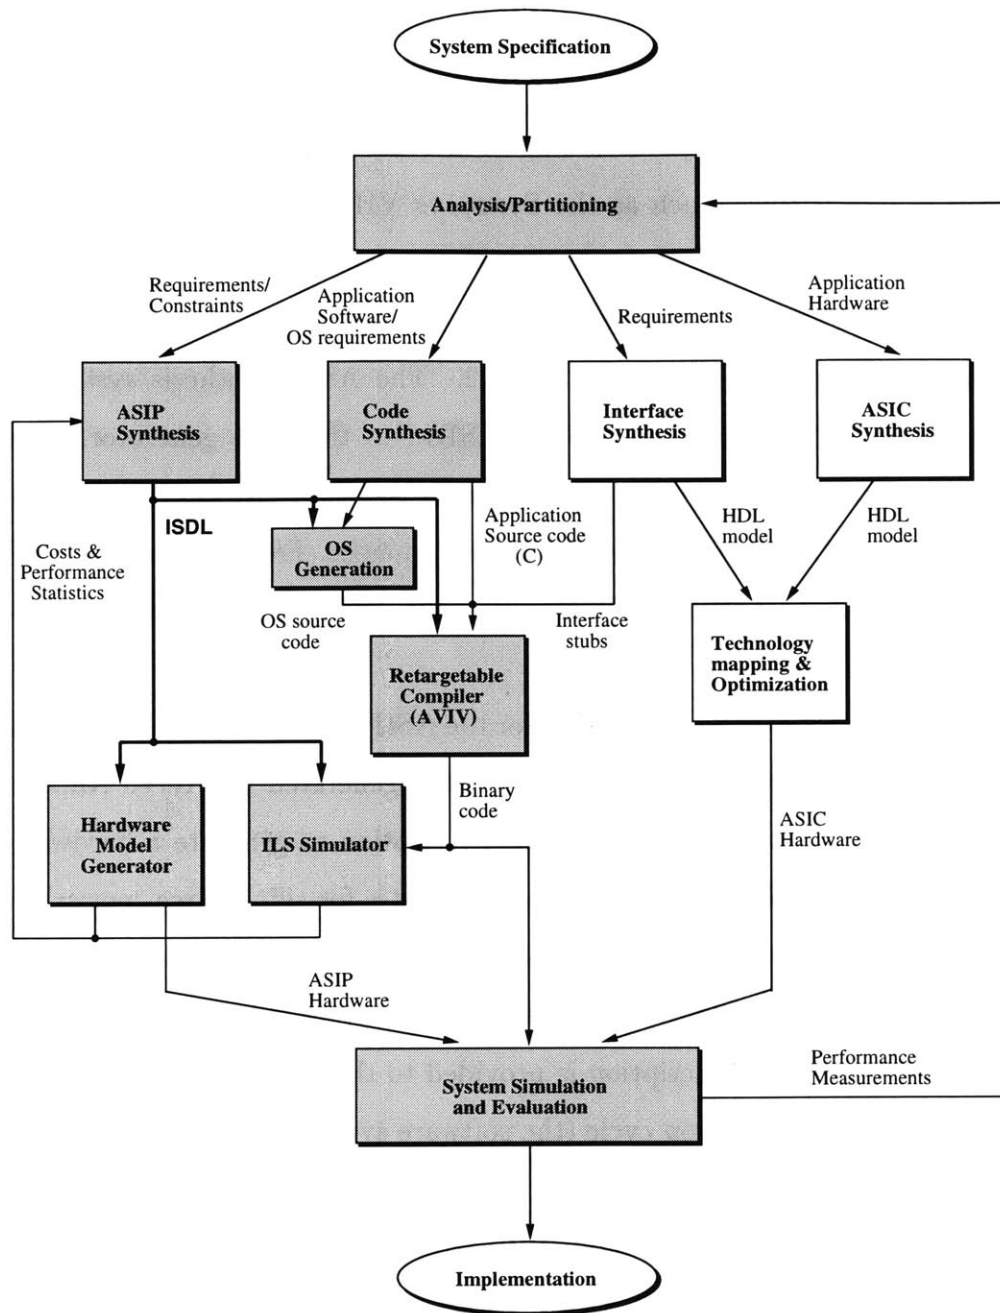 System Specification
Analysis/Partitioning
Requirements/
Constraints
Application
Software/
OS requirements
Requirements
Application
Hardware
ASIP
Synthesis
Code
Synthesis
Interface
Synthesis
ASIC
Synthesis
ISDL
Costs &
Performance
Statistics
OS
Generation
Application
Source code
(C)
HDL
model
HDL
model
OS source
code
Interface
stubs
Retargetable
Compiler
(AVIV)
Technology
mapping &
Optimization
Hardware
Model
Generator
ILS Simulator
Binary
code
ASIC
Hardware
ASIP
Hardware
System Simulation
and Evaluation
Performance
Measurements
Implementation